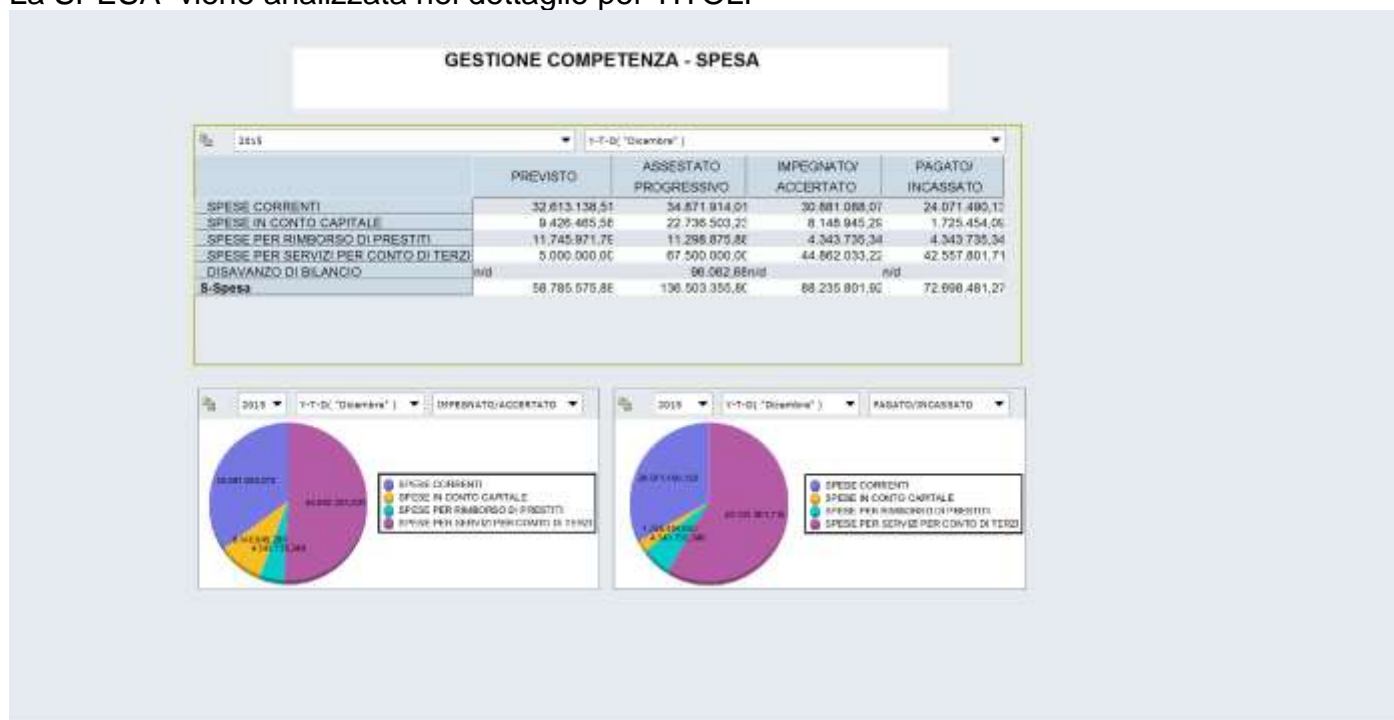 La SPESA viene analizzata nel dettaglio per TITOLI
GESTIONE COMPETENZA - SPESA
2015 Y-T-D( "Dicembre" )
PREVISTO ASSESTATO PROGRESSIVO IMPEGNATO/ ACCERTATO PAGATO/ INCASSATO
SPESE CORRENTI 32.613.138,51 34.871.914,01 30.881.088,07 24.071.490,13
SPESE IN CONTO CAPITALE 9.426.465,58 22.736.503,23 8.148.945,29 1.725.454,09
SPESE PER RIMBORSO DI PRESTITI 11.745.971,79 11.298.875,88 4.343.735,34 4.343.735,34
SPESE PER SERVIZI PER CONTO DI TERZI 5.000.000,00 67.500.000,00 44.862.033,22 42.557.801,71
DISAVANZO DI BILANCIO n/d 96.062,68 n/d n/d
S-Spesa 58.785.575,88 136.503.355,80 88.235.801,92 72.698.481,27
2015 Y-T-D( "Dicembre" ) IMPEGNATO/ACCERTATO
SPESE CORRENTI
SPESE IN CONTO CAPITALE
SPESE PER RIMBORSO DI PRESTITI
SPESE PER SERVIZI PER CONTO DI TERZI
2015 Y-T-D( "Dicembre" ) PAGATO/INCASSATO
SPESE CORRENTI
SPESE IN CONTO CAPITALE
SPESE PER RIMBORSO DI PRESTITI
SPESE PER SERVIZI PER CONTO DI TERZI